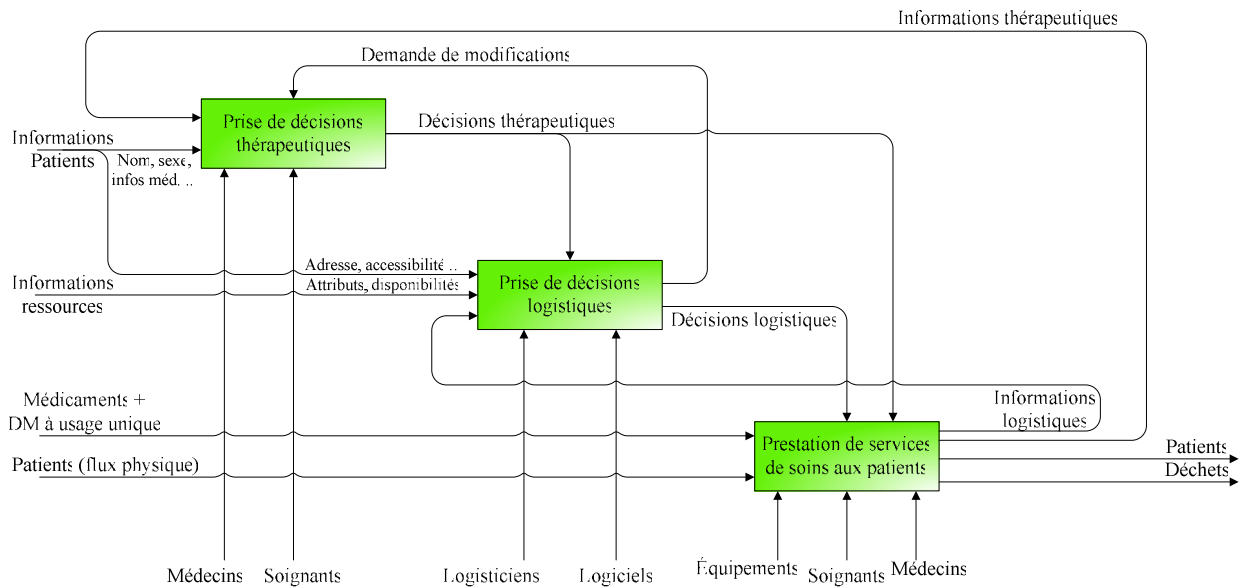 Informations thérapeutiques
Demande de modifications
Prise de décisions
thérapeutiques
Décisions thérapeutiques
Informations
Patients
Nom, sexe,
infos méd. ..
Adresse, accessibilité ..
Attributs, disponibilités
Informations
ressources
Prise de décisions
logistiques
Décisions logistiques
Médicaments +
DM à usage unique
Informations
logistiques
Patients (flux physique)
Prestation de services
de soins aux patients
Patients
Déchets
Médecins
Soignants
Logisticiens
Logiciels
Équipements
Soignants
Médecins